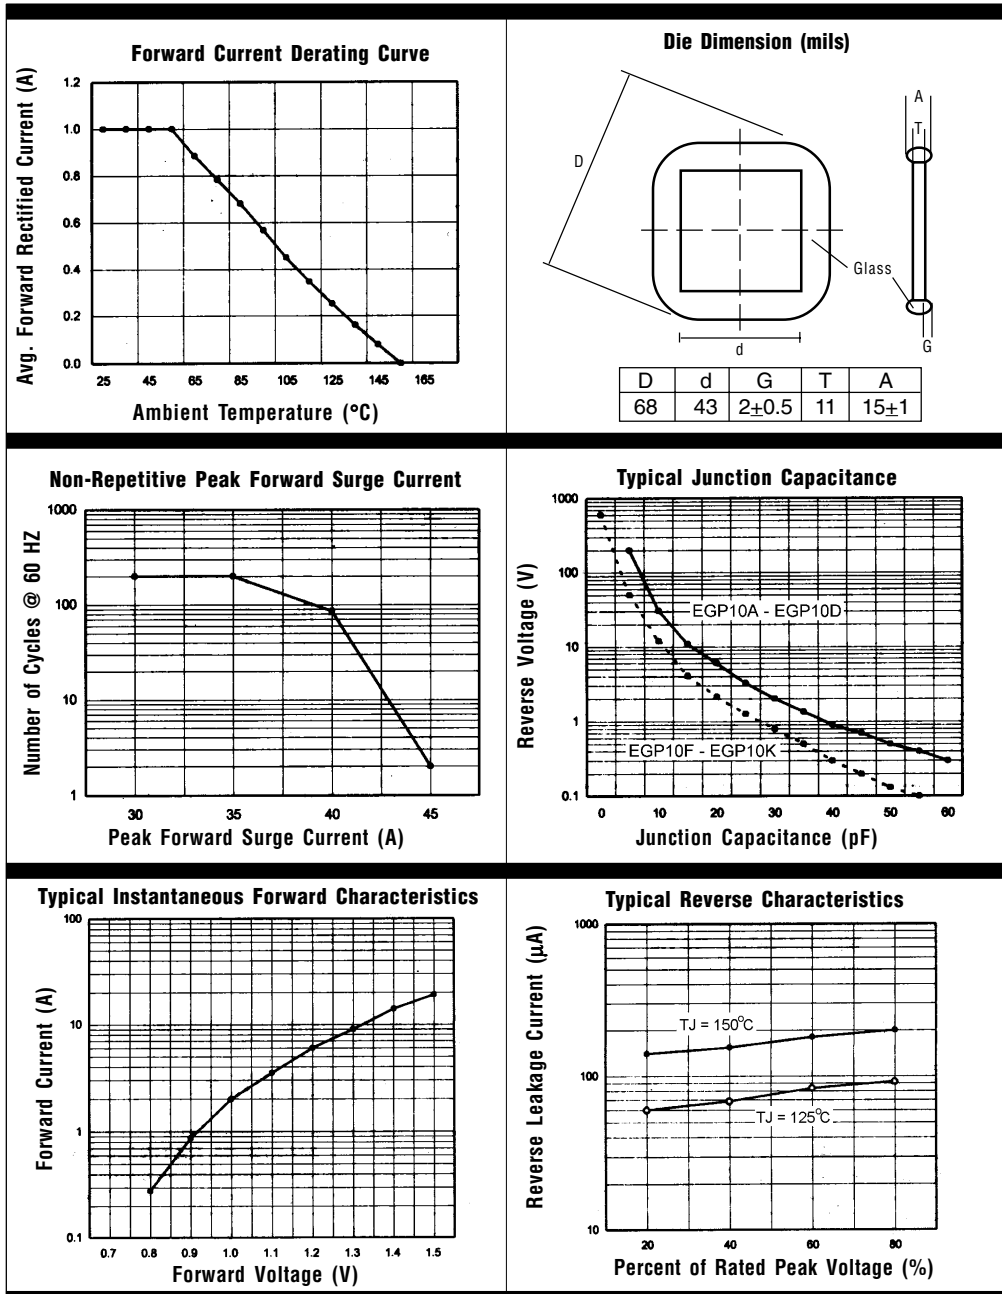 Forward Current Derating Curve
Avg. Forward Rectified Current (A)
1.2
1.0
0.8
0.6
0.4
0.2
0.0
25 45 65 85 105 125 145 165
Ambient Temperature (°C)
Die Dimension (mils)
A
T
D
Glass
G
d
D d G T A
68 43 2±0.5 11 15±1
Non-Repetitive Peak Forward Surge Current
Number of Cycles @ 60 HZ
1000
100
10
1
30 35 40 45
Peak Forward Surge Current (A)
Typical Junction Capacitance
Reverse Voltage (V)
1000
100
10
1
0.1
EGP10A - EGP10D
EGP10F - EGP10K
0 10 20 30 40 50 60
Junction Capacitance (pF)
Typical Instantaneous Forward Characteristics
Forward Current (A)
100
10
1
0.1
0.7 0.8 0.9 1.0 1.1 1.2 1.3 1.4 1.5
Forward Voltage (V)
Typical Reverse Characteristics
Reverse Leakage Current (µA)
1000
100
10
TJ = 150°C
TJ = 125°C
20 40 60 80
Percent of Rated Peak Voltage (%)